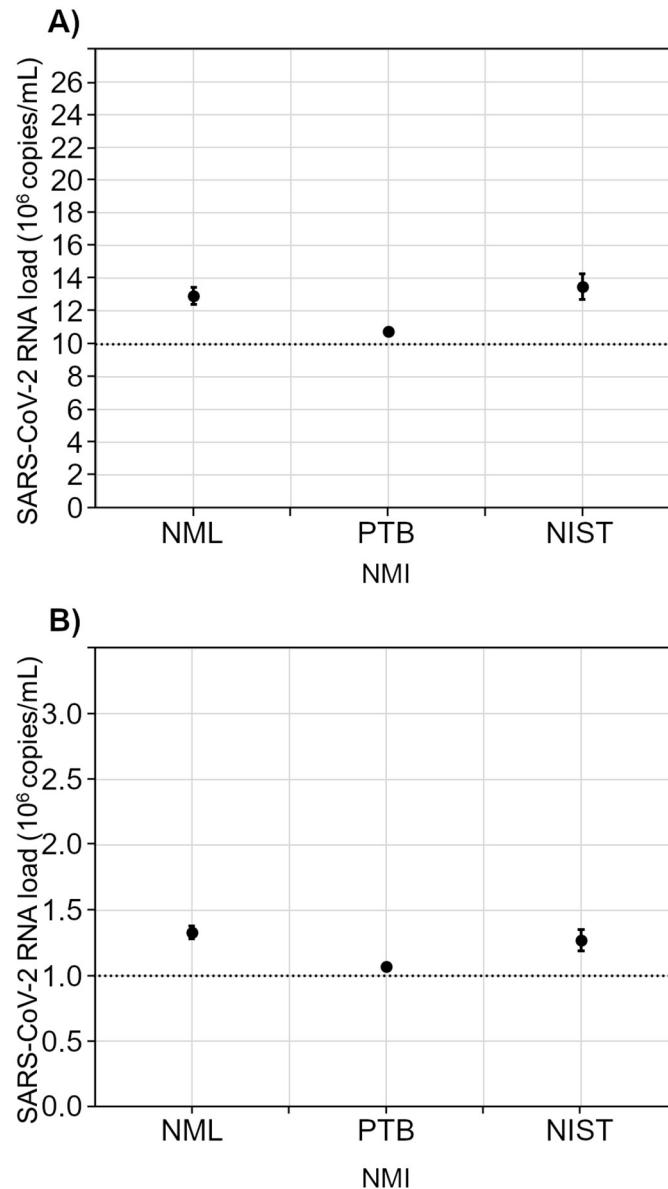 A)
SARS-CoV-2 RNA load (10⁶ copies/mL)
26
24
22
20
18
16
14
12
10
8
6
4
2
0
NML PTB NIST
NMI
B)
SARS-CoV-2 RNA load (10⁶ copies/mL)
3.0
2.5
2.0
1.5
1.0
0.5
0.0
NML PTB NIST
NMI